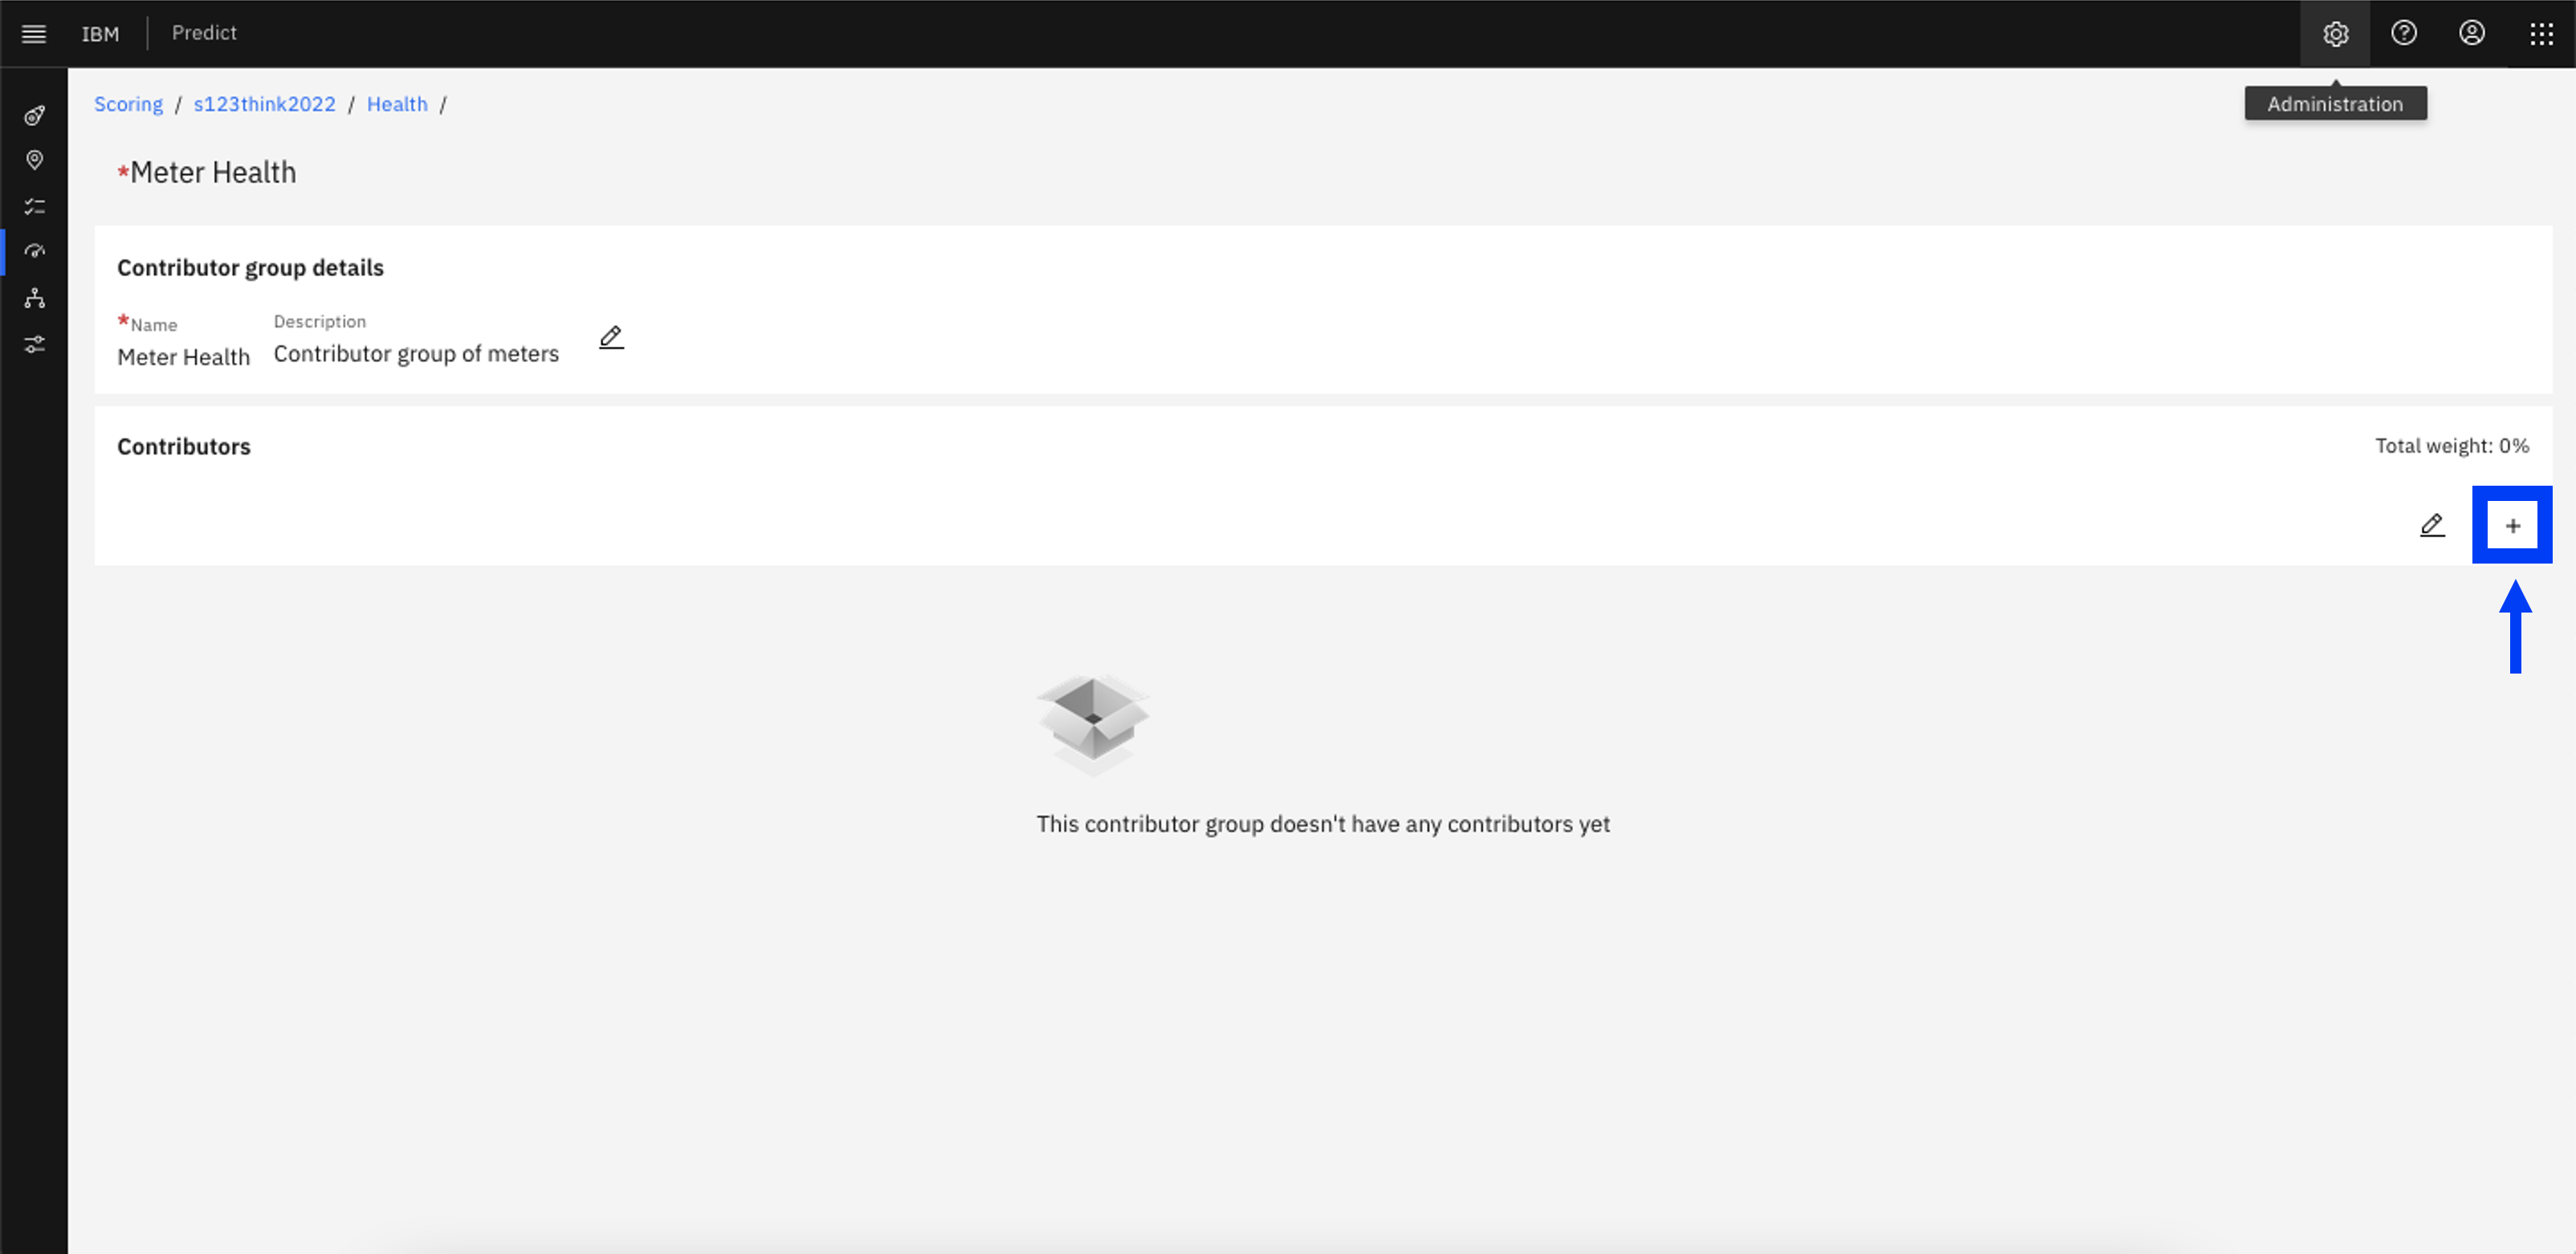 IBM Predict
Administration
Scoring / s123think2022 / Health /
*Meter Health
Contributor group details
*Name Description
Meter Health Contributor group of meters
Contributors Total weight: 0%
+
This contributor group doesn't have any contributors yet